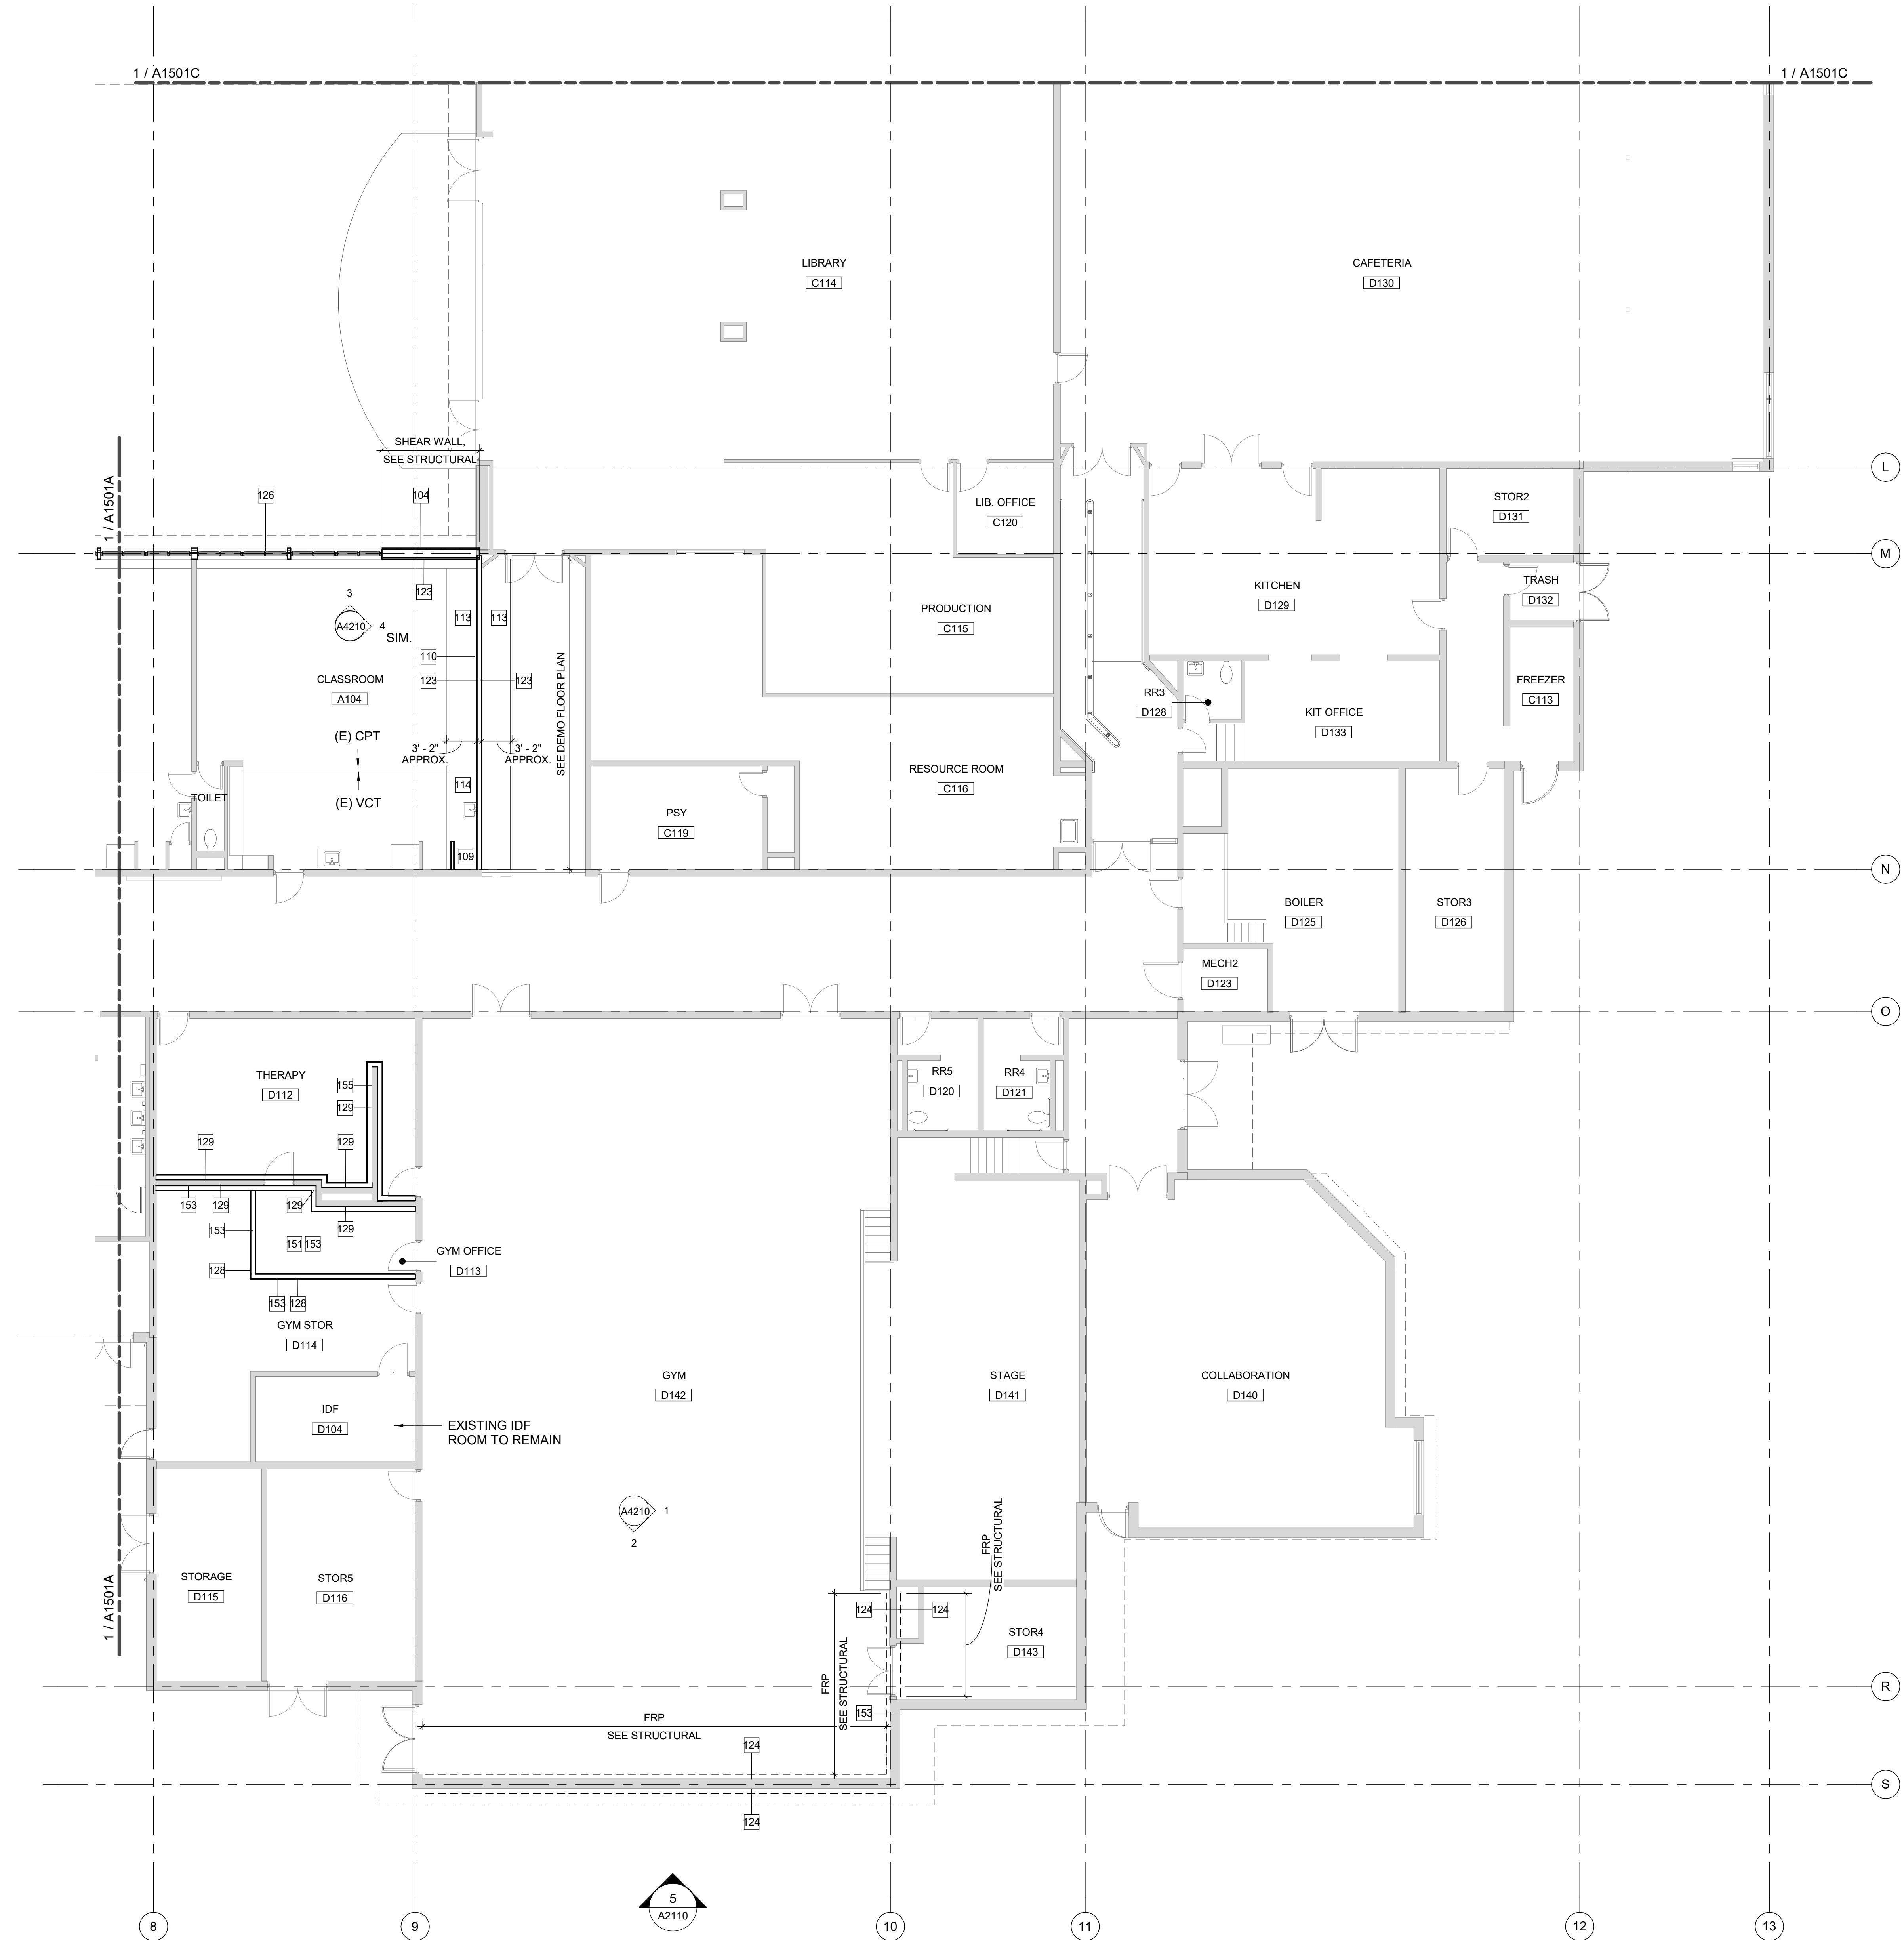 1 / A1501C
1 / A1501C
LIBRARY
C114
CAFETERIA
D130
SHEAR WALL,
SEE STRUCTURAL
L
1 / A1501A
126
104
LIB. OFFICE
C120
STOR2
D131
M
123
3
A4210
4
SIM.
113
113
110
123
123
CLASSROOM
A104
PRODUCTION
C115
KITCHEN
D129
TRASH
D132
SEE DEMO FLOOR PLAN
FREEZER
C113
RR3
D128
KIT OFFICE
D133
(E) CPT
3' - 2"
APPROX.
3' - 2"
APPROX.
(E) VCT
114
RESOURCE ROOM
C116
TOILET
PSY
C119
109
N
BOILER
D125
STOR3
D126
MECH2
D123
O
THERAPY
D112
155
129
RR5
D120
RR4
D121
129
129
153
129
129
129
153
151
153
GYM OFFICE
D113
128
153
128
GYM STOR
D114
GYM
D142
STAGE
D141
COLLABORATION
D140
IDF
D104
EXISTING IDF
ROOM TO REMAIN
A4210
1
2
FRP
SEE STRUCTURAL
STORAGE
D115
STOR5
D116
1 / A1501A
124
124
STOR4
D143
FRP
SEE STRUCTURAL
R
153
FRP
SEE STRUCTURAL
124
S
124
5
A2110
8
9
10
11
12
13